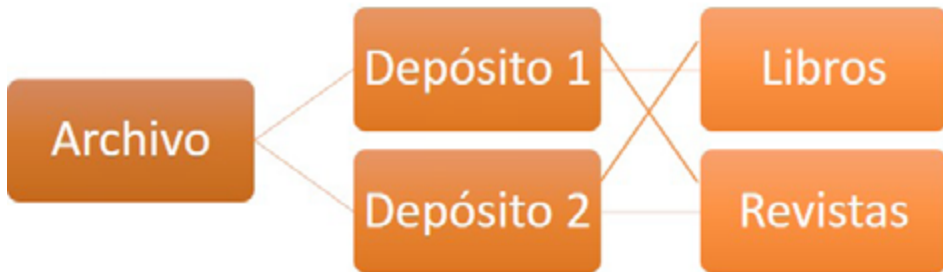 Archivo
Depósito 1
Depósito 2
Libros
Revistas